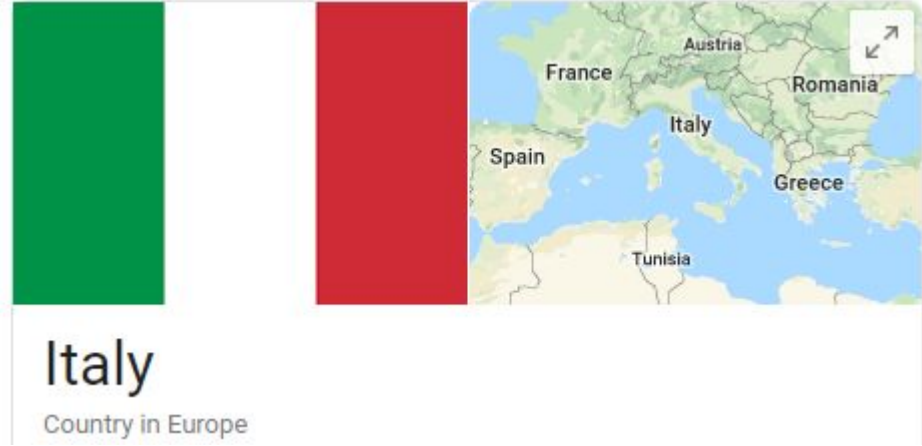 Austria
France
Romania
Italy
Spain
Greece
Tunisia
Italy
Country in Europe